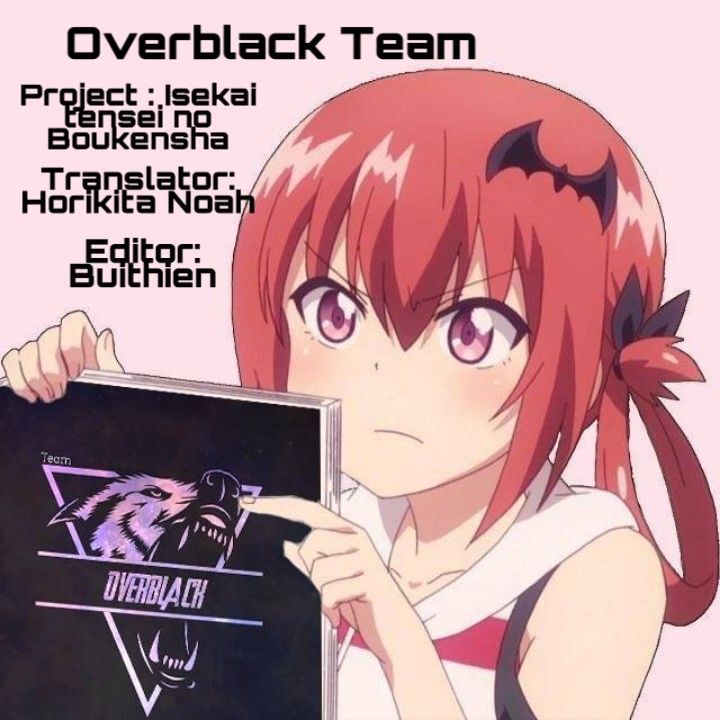 Overblack Team
Project : Isekai
tensei no
Boukensha
Translator:
Horikita Noah
Editor:
Buithien
Team
OVERBLACK